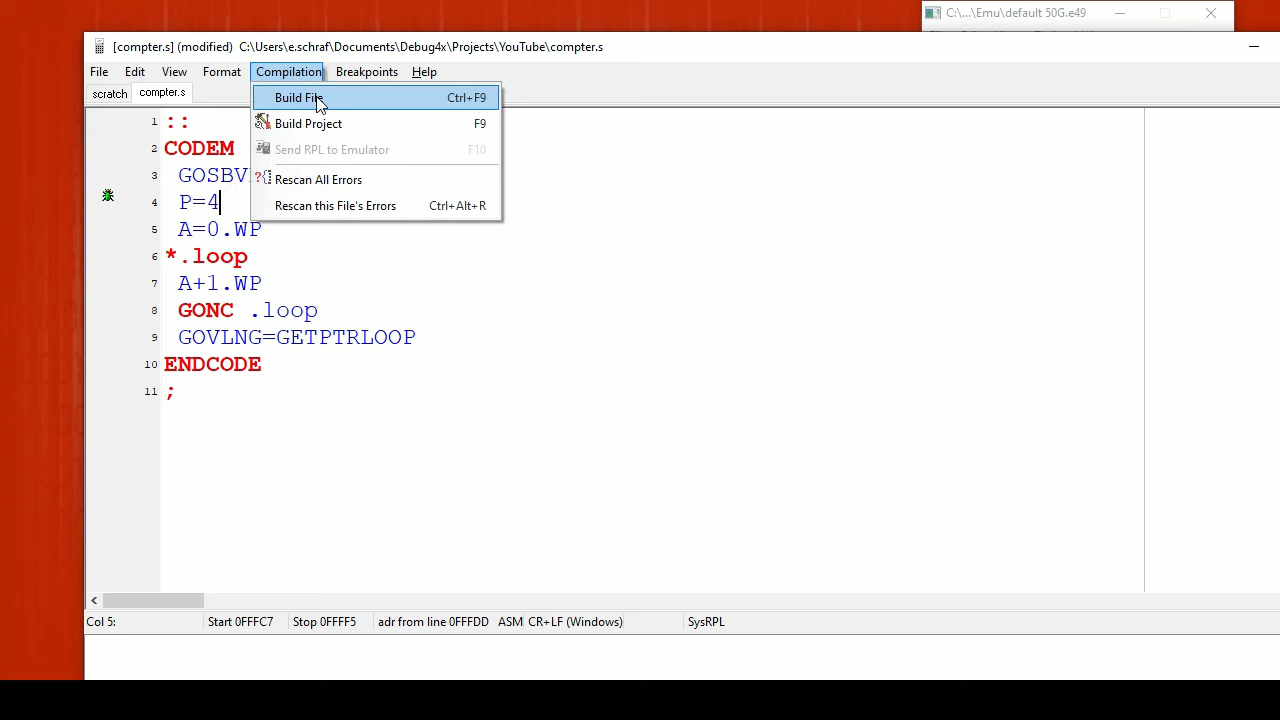 C:\...\Emu\default 50G.e49
[compter.s] (modified) C:\Users\e.schraf\Documents\Debug4x\Projects\YouTube\compter.s
File Edit View Format Compilation Breakpoints Help
scratch compter.s
Build File Ctrl+F9
Build Project F9
Send RPL to Emulator F10
Rescan All Errors
Rescan this File's Errors Ctrl+Alt+R
1 ::
2 CODEM
3 GOSBV
4 P=4
5 A=0.WP
6 *.loop
7 A+1.WP
8 GONC .loop
9 GOVLNG=GETPTRLOOP
10 ENDCODE
11 ;
Col 5: Start 0FFFC7 Stop 0FFFF5 adr from line 0FFFDD ASM CR+LF (Windows) SysRPL